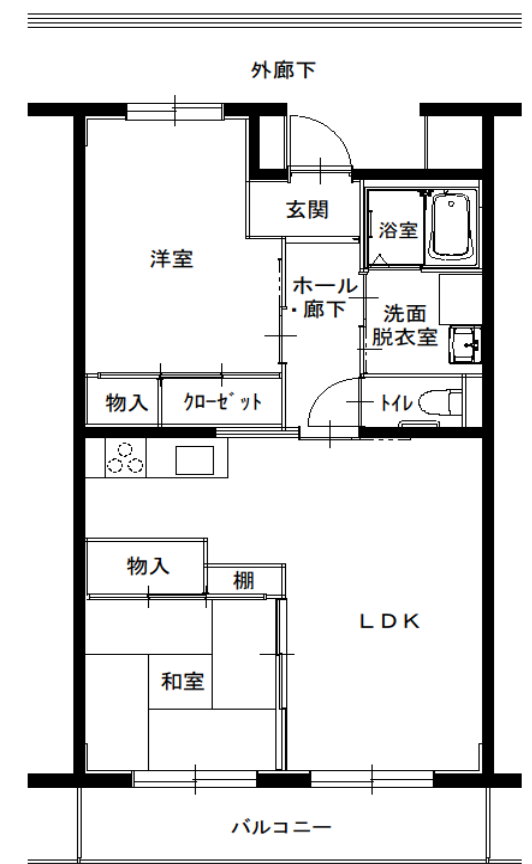 外廊下
玄関
浴室
洋室
ホール
・廊下
洗面
脱衣室
物入
クローゼット
トイレ
物入
棚
LDK
和室
バルコニー